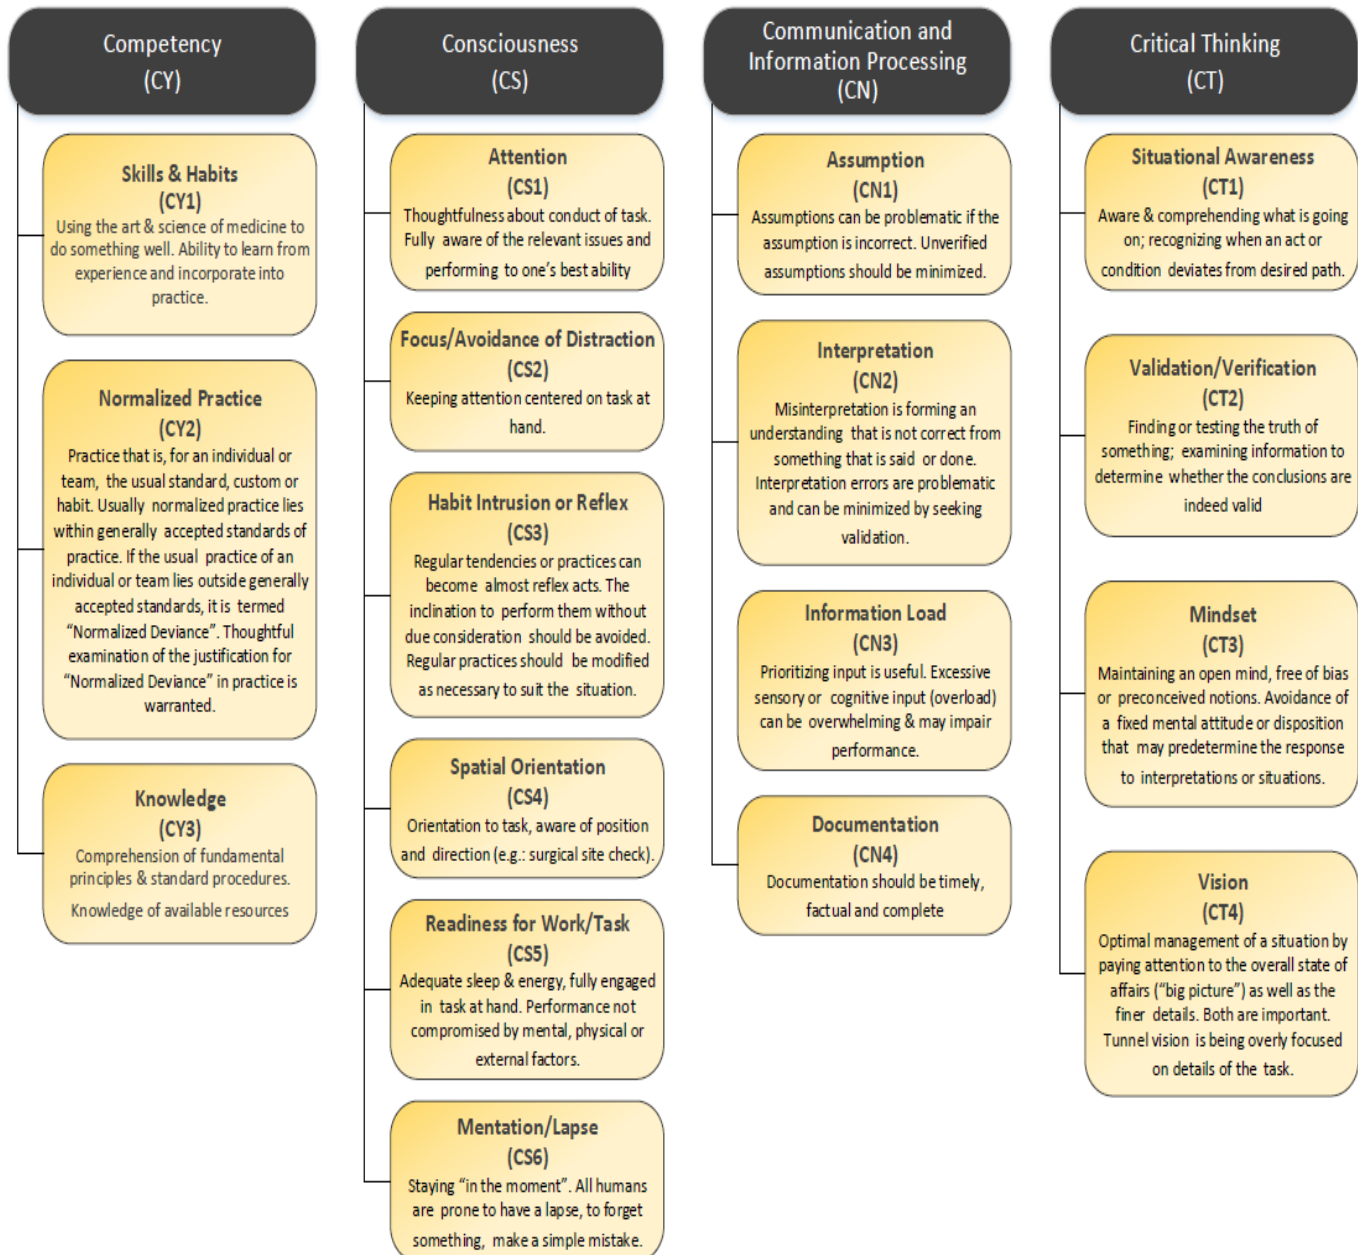 Competency
(CY)
Skills & Habits
(CY1)
Using the art & science of medicine to
do something well. Ability to learn from
experience and incorporate into
practice.
Normalized Practice
(CY2)
Practice that is, for an individual or
team, the usual standard, custom or
habit. Usually normalized practice lies
within generally accepted standards of
practice. If the usual practice of an
individual or team lies outside generally
accepted standards, it is termed
“Normalized Deviance”. Thoughtful
examination of the justification for
“Normalized Deviance” in practice is
warranted.
Knowledge
(CY3)
Comprehension of fundamental
principles & standard procedures.
Knowledge of available resources
Consciousness
(CS)
Attention
(CS1)
Thoughtfulness about conduct of task.
Fully aware of the relevant issues and
performing to one’s best ability
Focus/Avoidance of Distraction
(CS2)
Keeping attention centered on task at
hand.
Habit Intrusion or Reflex
(CS3)
Regular tendencies or practices can
become almost reflex acts. The
inclination to perform them without
due consideration should be avoided.
Regular practices should be modified
as necessary to suit the situation.
Spatial Orientation
(CS4)
Orientation to task, aware of position
and direction (e.g.: surgical site check).
Readiness for Work/Task
(CS5)
Adequate sleep & energy, fully engaged
in task at hand. Performance not
compromised by mental, physical or
external factors.
Mentation/Lapse
(CS6)
Staying “in the moment”. All humans
are prone to have a lapse, to forget
something, make a simple mistake.
Communication and
Information Processing
(CN)
Assumption
(CN1)
Assumptions can be problematic if the
assumption is incorrect. Unverified
assumptions should be minimized.
Interpretation
(CN2)
Misinterpretation is forming an
understanding that is not correct from
something that is said or done.
Interpretation errors are problematic
and can be minimized by seeking
validation.
Information Load
(CN3)
Prioritizing input is useful. Excessive
sensory or cognitive input (overload)
can be overwhelming & may impair
performance.
Documentation
(CN4)
Documentation should be timely,
factual and complete
Critical Thinking
(CT)
Situational Awareness
(CT1)
Aware & comprehending what is going
on; recognizing when an act or
condition deviates from desired path.
Validation/Verification
(CT2)
Finding or testing the truth of
something; examining information to
determine whether the conclusions are
indeed valid
Mindset
(CT3)
Maintaining an open mind, free of bias
or preconceived notions. Avoidance of
a fixed mental attitude or disposition
that may predetermine the response
to interpretations or situations.
Vision
(CT4)
Optimal management of a situation by
paying attention to the overall state of
affairs (“big picture”) as well as the
finer details. Both are important.
Tunnel vision is being overly focused
on details of the task.